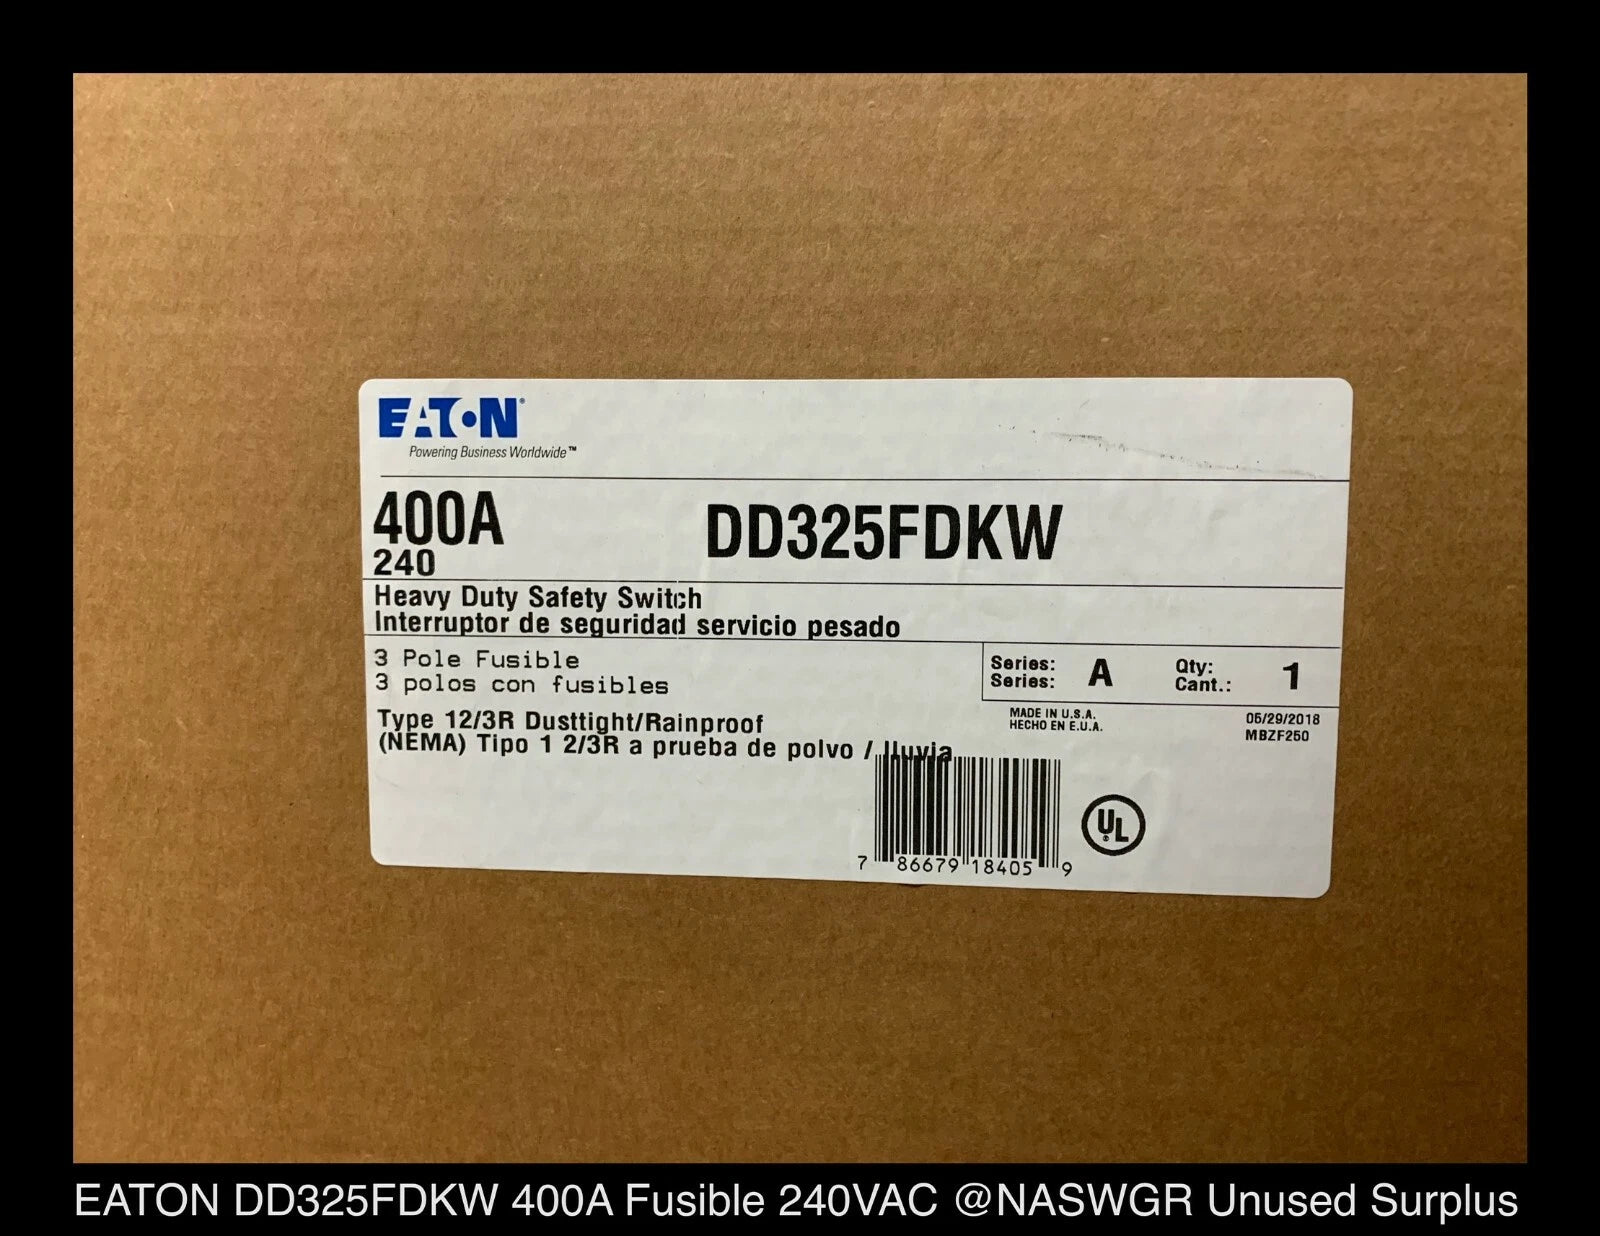 EATON®
Powering Business Worldwide™
400A
240
DD325FDKW
Heavy Duty Safety Switch
Interruptor de seguridad servicio pesado
3 Pole Fusible
3 polos con fusibles
Series: A Qty: 1
Series: Cant.:
Type 12/3R Dusttight/Rainproof
(NEMA) Tipo 1 2/3R a prueba de polvo / lluvia
MADE IN U.S.A.
HECHO EN E.U.A.
05/29/2018
MBZF250
7 86679 18405 9
UL
EATON DD325FDKW 400A Fusible 240VAC @NASWGR Unused Surplus